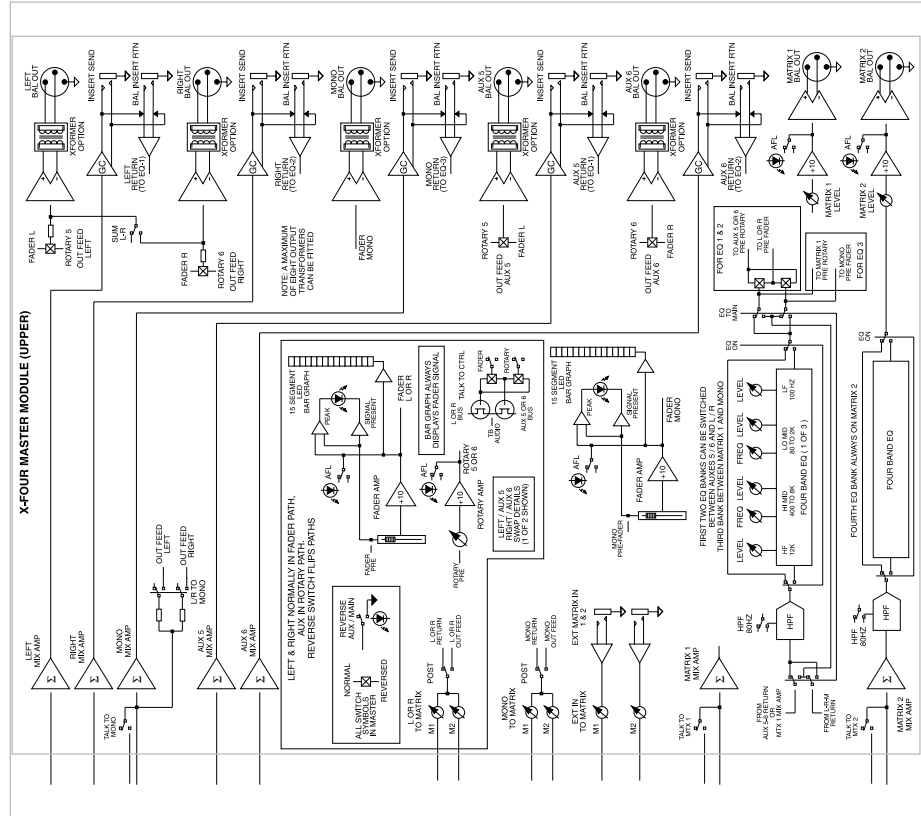 X-FOUR MASTER MODULE (UPPER)
LEFT
MIX AMP
RIGHT
MIX AMP
MONO
MIX AMP
AUX 5
MIX AMP
AUX 6
MIX AMP
TALK TO
MONO
OUT FEED
LEFT
OUT FEED
RIGHT
L/R TO
MONO
FADER L
ROTARY 5
OUT FEED
LEFT
SUM
L-R
FADER R
ROTARY 6
OUT FEED
RIGHT
NOTE: A MAXIMUM
OF EIGHT OUTPUT
TRANSFORMERS
CAN BE FITTED
FADER
MONO
ROTARY 5
FADER L
OUT FEED
AUX 5
ROTARY 6
FADER R
OUT FEED
AUX 6
LEFT
BAL OUT
XFORMER
OPTION
INSERT SEND
BAL INSERT RTN
GC
LEFT
RETURN
(TO EQ-1)
RIGHT
BAL OUT
XFORMER
OPTION
INSERT SEND
BAL INSERT RTN
GC
RIGHT
RETURN
(TO EQ-2)
MONO
BAL OUT
XFORMER
OPTION
INSERT SEND
BAL INSERT RTN
GC
MONO
RETURN
(TO EQ-3)
AUX 5
BAL OUT
XFORMER
OPTION
INSERT SEND
BAL INSERT RTN
GC
AUX 5
RETURN
(TO EQ-1)
AUX 6
BAL OUT
XFORMER
OPTION
INSERT SEND
BAL INSERT RTN
GC
AUX 6
RETURN
(TO EQ-2)
MATRIX 1
BAL OUT
MATRIX 2
BAL OUT
AFL
+10
MATRIX 1
LEVEL
AFL
+10
MATRIX 2
LEVEL
LEFT & RIGHT NORMALLY IN FADER PATH,
AUX IN ROTARY PATH.
REVERSE SWITCH FLIPS PATHS
NORMAL
REVERSE
AUX / MAIN
ALL SWITCH
SYMBOLS
IN MASTER
REVERSED
FADER
PRE
FADER AMP
+10
AFL
PEAK
SIGNAL
PRESENT
15 SEGMENT
LED
BAR GRAPH
FADER
L OR R
BAR GRAPH ALWAYS
DISPLAYS FADER SIGNAL
ROTARY
PRE
ROTARY AMP
+10
AFL
ROTARY
5 OR 6
L OR R
BUS
TALK TO CTRL
FADER
TB
AUDIO
ROTARY
AUX 5 OR 6
BUS
LEFT / AUX 5
RIGHT / AUX 6
SWAP DETAILS
(1 OF 2 SHOWN)
L OR R
TO MATRIX
M1
M2
POST
L OR R
RETURN
L OR R
OUT FEED
MONO
TO MATRIX
M1
M2
POST
MONO
RETURN
MONO
OUT FEED
MONO
PRE-FADER
FADER AMP
+10
AFL
PEAK
SIGNAL
PRESENT
15 SEGMENT
LED
BAR GRAPH
FADER
MONO
EXT IN
TO MATRIX
M1
M2
EXT MATRIX IN
1 & 2
TALK TO
MTX 1
MATRIX 1
MIX AMP
FIRST TWO EQ BANKS CAN BE SWITCHED
BETWEEN AUXES 5 / 6 AND L / R
THIRD BANK BETWEEN MATRIX 1 AND MONO
FROM
AUX 5-6 RETURN
OR
MTX 1 MIX AMP
FROM L-R-M
RETURN
HPF
80HZ
HPF
LEVEL
FREQ
LEVEL
FREQ
LEVEL
LEVEL
HF
12K
HI MID
400 TO 8K
LO MID
80 TO 2K
LF
100 HZ
FOUR BAND EQ ( 1 OF 3 )
EQ
ON
EQ
TO
MAIN
FOR EQ 1 & 2
TO AUX 5 OR 6
PRE ROTARY
TO L OR R
PRE FADER
TO MATRIX 1
PRE ROTARY
TO MONO
PRE FADER
FOR EQ 3
TALK TO
MTX 2
MATRIX 2
MIX AMP
HPF
80HZ
HPF
FOURTH EQ BANK ALWAYS ON MATRIX 2
FOUR BAND EQ
EQ
ON